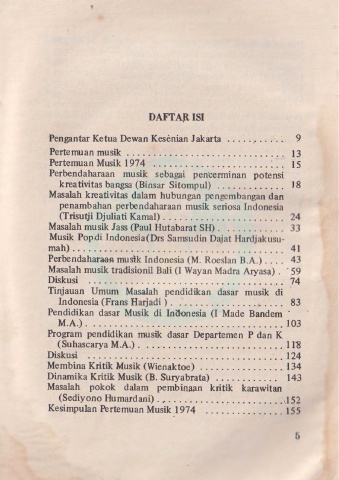 DAFTAR ISI
Pengantar Ketua Dewan Kesenian Jakarta . . . . . . . . . 9
Pertemuan musik . . . . . . . . . . . . . . . . . . . . . . . . . . 13
Pertemuan Musik 1974 . . . . . . . . . . . . . . . . . . . . . . 15
Perbendaharaan musik sebagai pencerminan potensi
kreativitas bangsa (Binsar Sitompul) . . . . . . . . . . . 18
Masalah kreativitas dalam hubungan pengembangan dan
penambahan perbendaharaan musik seriosa Indonesia
(Trisutji Djuliati Kamal) . . . . . . . . . . . . . . . . . . . . 24
Masalah musik Jass (Paul Hutabarat SH) . . . . . . . . . . 33
Musik Pop di Indonesia (Drs Samsudin Dajat Hardjakusu-
mah) . . . . . . . . . . . . . . . . . . . . . . . . . . . . . . . . . . 41
Perbendaharaan musik Indonesia (M. Roeslan B.A.) . . . . 43
Masalah musik tradisionil Bali (I Wayan Madra Aryasa) . 59
Diskusi . . . . . . . . . . . . . . . . . . . . . . . . . . . . . . . . 74
Tinjauan Umum Masalah pendidikan dasar musik di
Indonesia (Frans Harjadi) . . . . . . . . . . . . . . . . . . . 83
Pendidikan dasar Musik di Indonesia (I Made Bandem
M.A.) . . . . . . . . . . . . . . . . . . . . . . . . . . . . . . . . . 103
Program pendidikan musik dasar Departemen P dan K
(Suhascarya M.A.) . . . . . . . . . . . . . . . . . . . . . . . . 118
Diskusi . . . . . . . . . . . . . . . . . . . . . . . . . . . . . . . . 124
Membina Kritik Musik (Wienaktoe) . . . . . . . . . . . . . . 134
Dinamika Kritik Musik (B. Suryabrata) . . . . . . . . . . . 143
Masalah pokok dalam pembinaan kritik karawitan
(Sediyono Humardani) . . . . . . . . . . . . . . . . . . . . . 152
Kesimpulan Pertemuan Musik 1974 . . . . . . . . . . . . . . 155
5